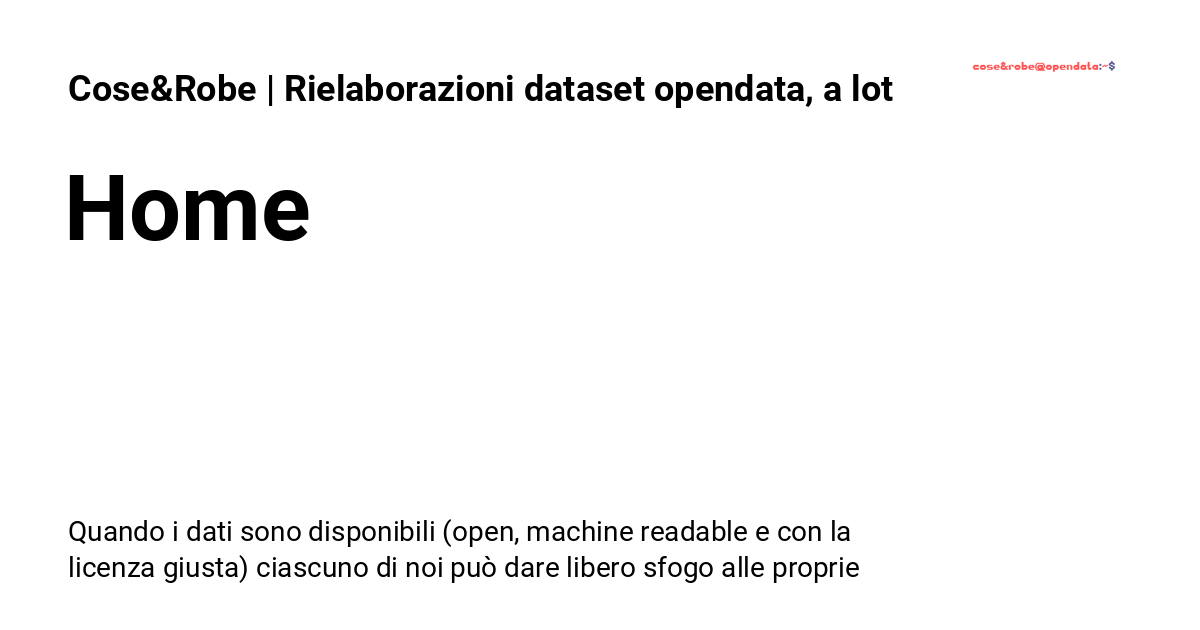 Cose&Robe | Rielaborazioni dataset opendata, a lot
cose&robe@opendata:~$
Home
Quando i dati sono disponibili (open, machine readable e con la
licenza giusta) ciascuno di noi può dare libero sfogo alle proprie